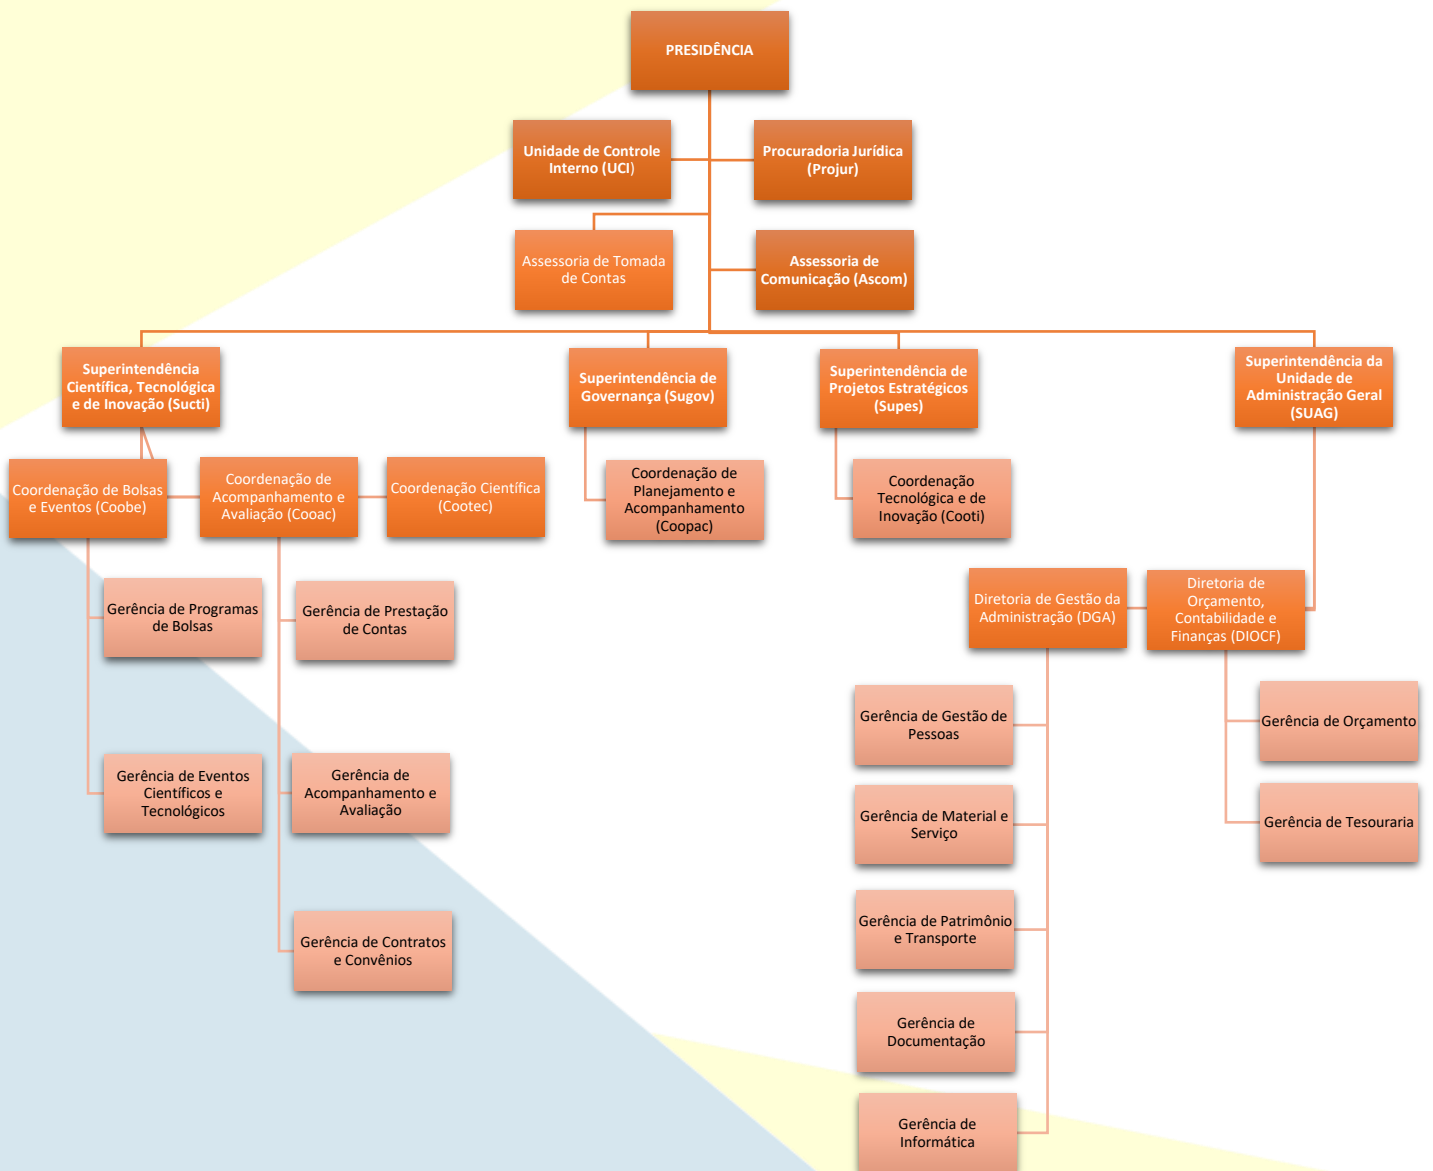 PRESIDÊNCIA
Unidade de Controle
Interno (UCI)
Procuradoria Jurídica
(Projur)
Assessoria de Tomada
de Contas
Assessoria de
Comunicação (Ascom)
Superintendência
Científica, Tecnológica
e de Inovação (Sucti)
Superintendência de
Governança (Sugov)
Superintendência de
Projetos Estratégicos
(Supes)
Superintendência da
Unidade de
Administração Geral
(SUAG)
Coordenação de Bolsas
e Eventos (Coobe)
Coordenação de
Acompanhamento e
Avaliação (Cooac)
Coordenação Científica
(Cootec)
Coordenação de
Planejamento e
Acompanhamento
(Coopac)
Coordenação
Tecnológica e de
Inovação (Cooti)
Gerência de Programas
de Bolsas
Gerência de Prestação
de Contas
Diretoria de Gestão da
Administração (DGA)
Diretoria de
Orçamento,
Contabilidade e
Finanças (DIOCF)
Gerência de Eventos
Científicos e
Tecnológicos
Gerência de
Acompanhamento e
Avaliação
Gerência de Contratos
e Convênios
Gerência de Gestão de
Pessoas
Gerência de Material e
Serviço
Gerência de Patrimônio
e Transporte
Gerência de
Documentação
Gerência de
Informática
Gerência de Orçamento
Gerência de Tesouraria